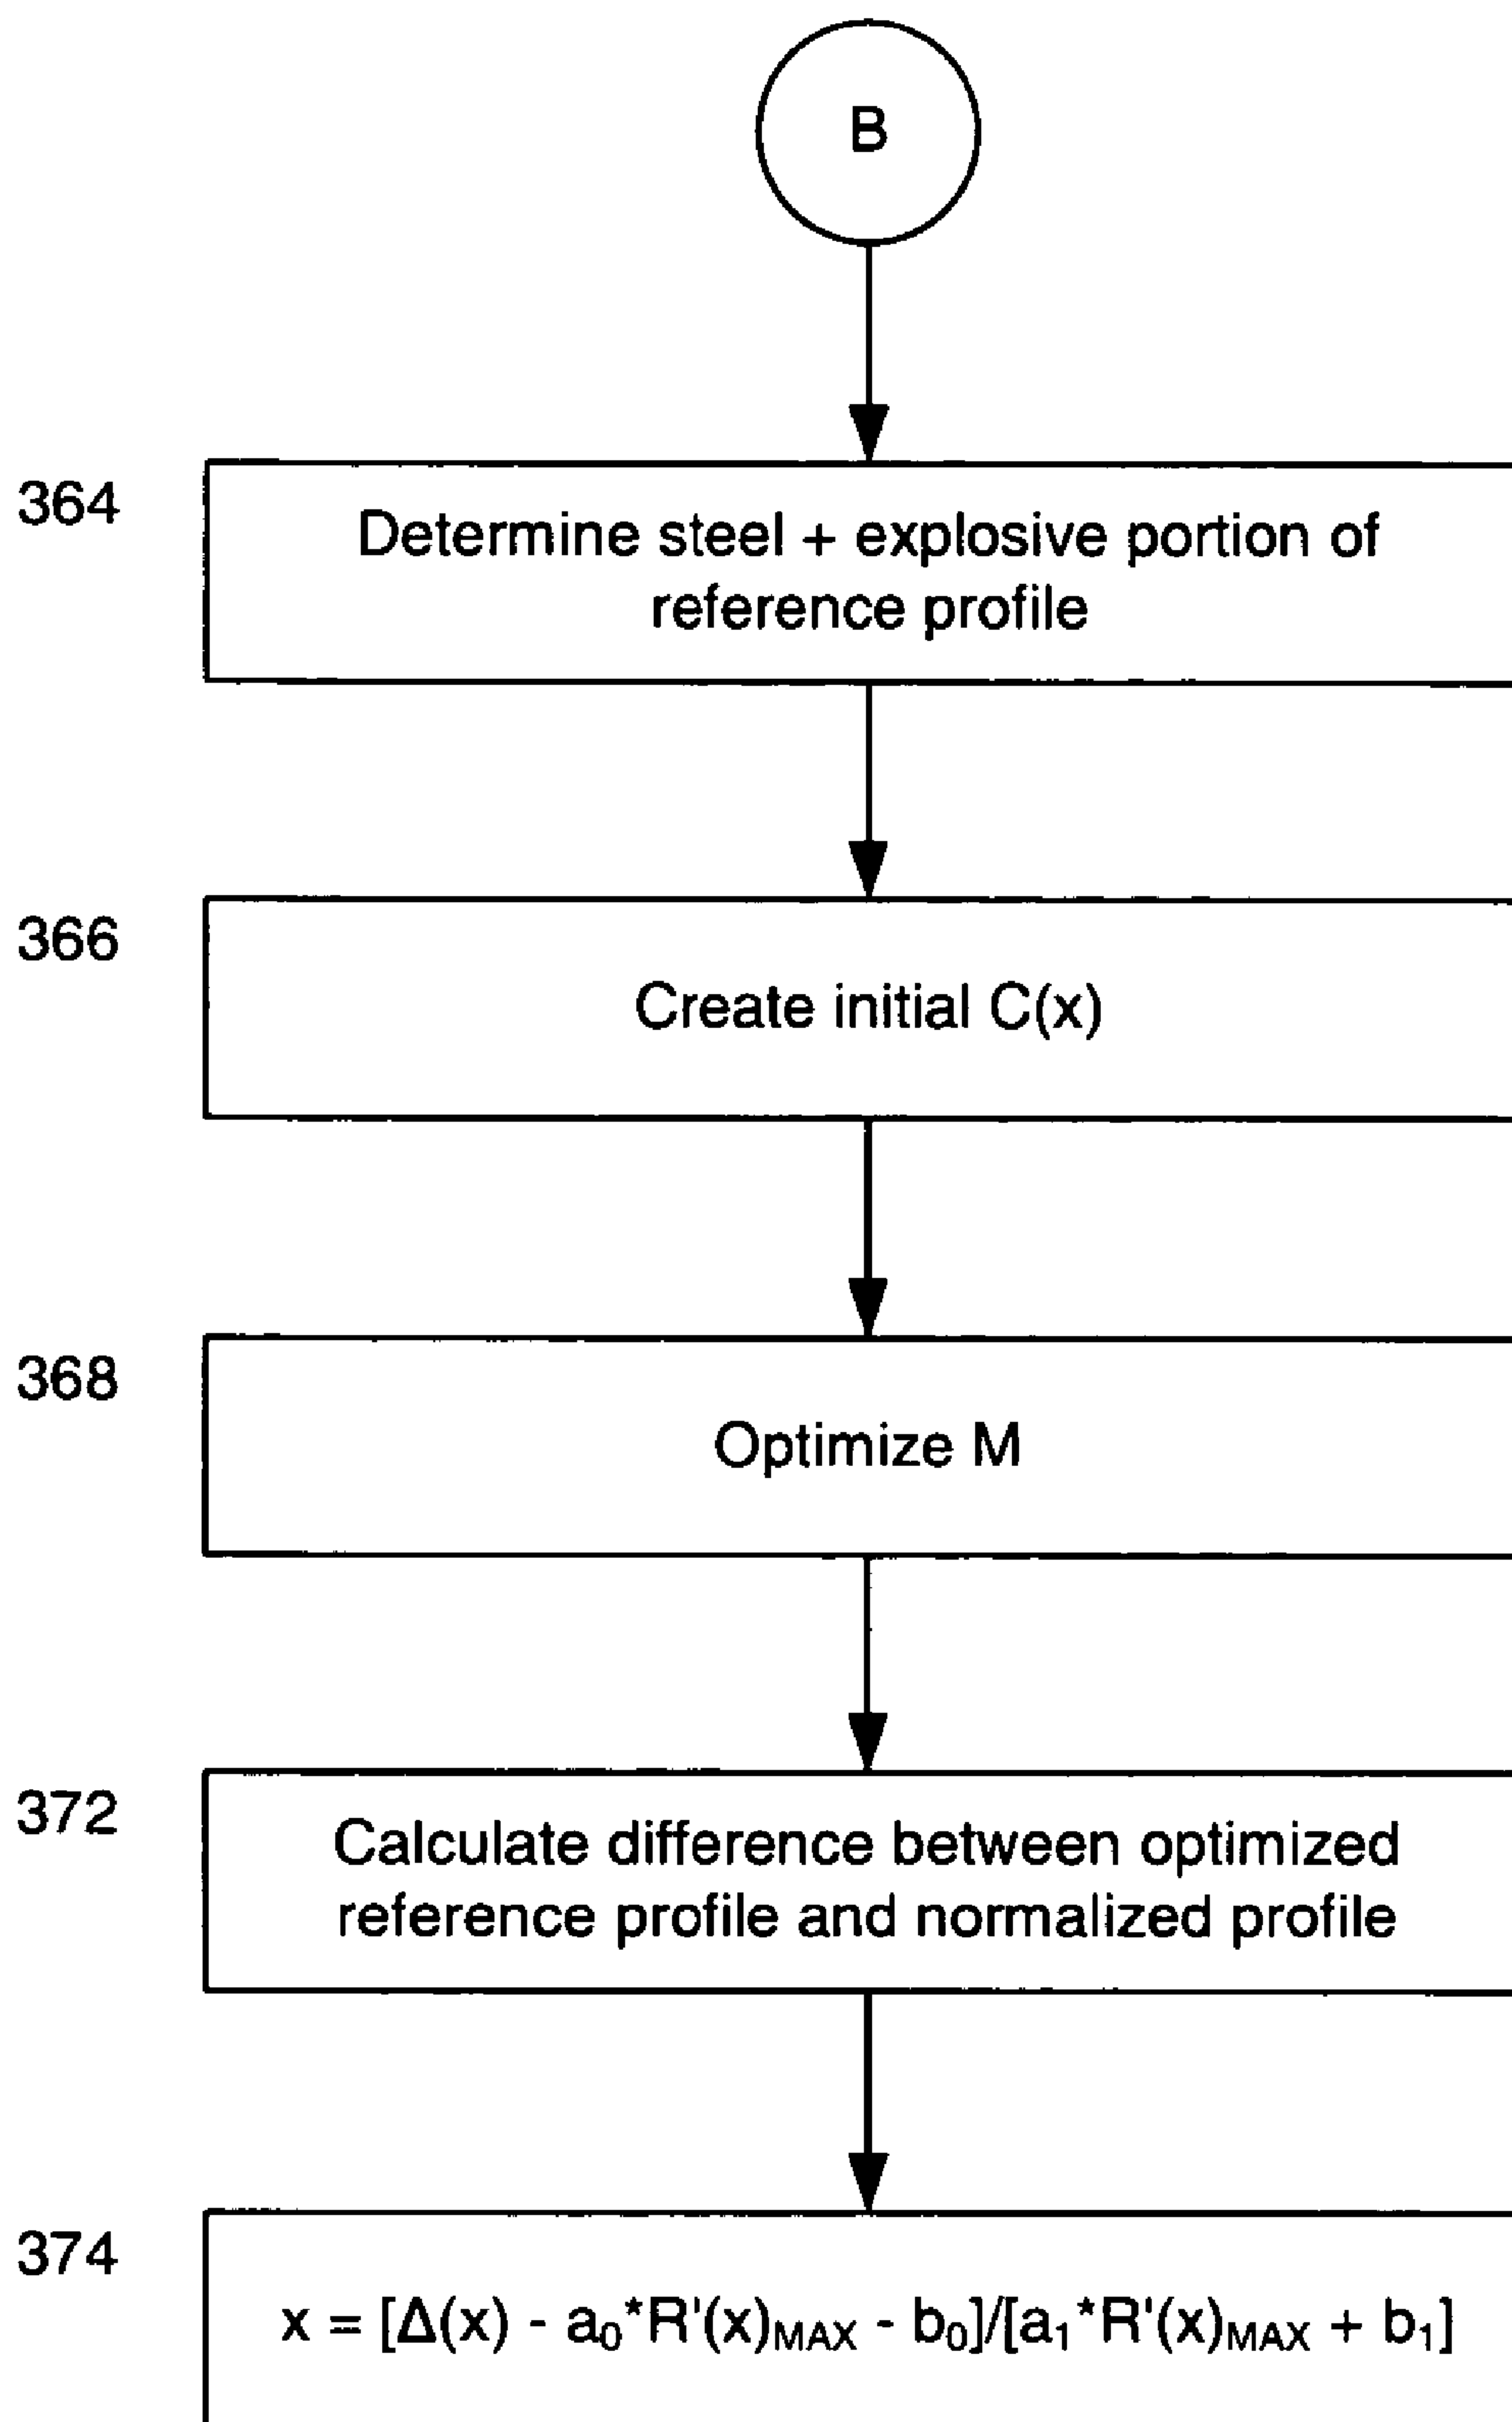 B
364
Determine steel + explosive portion of
reference profile
366
Create initial C(x)
368
Optimize M
372
Calculate difference between optimized
reference profile and normalized profile
374
x = [Δ(x) - a₀*R'(x)MAX - b₀]/[a₁*R'(x)MAX + b₁]